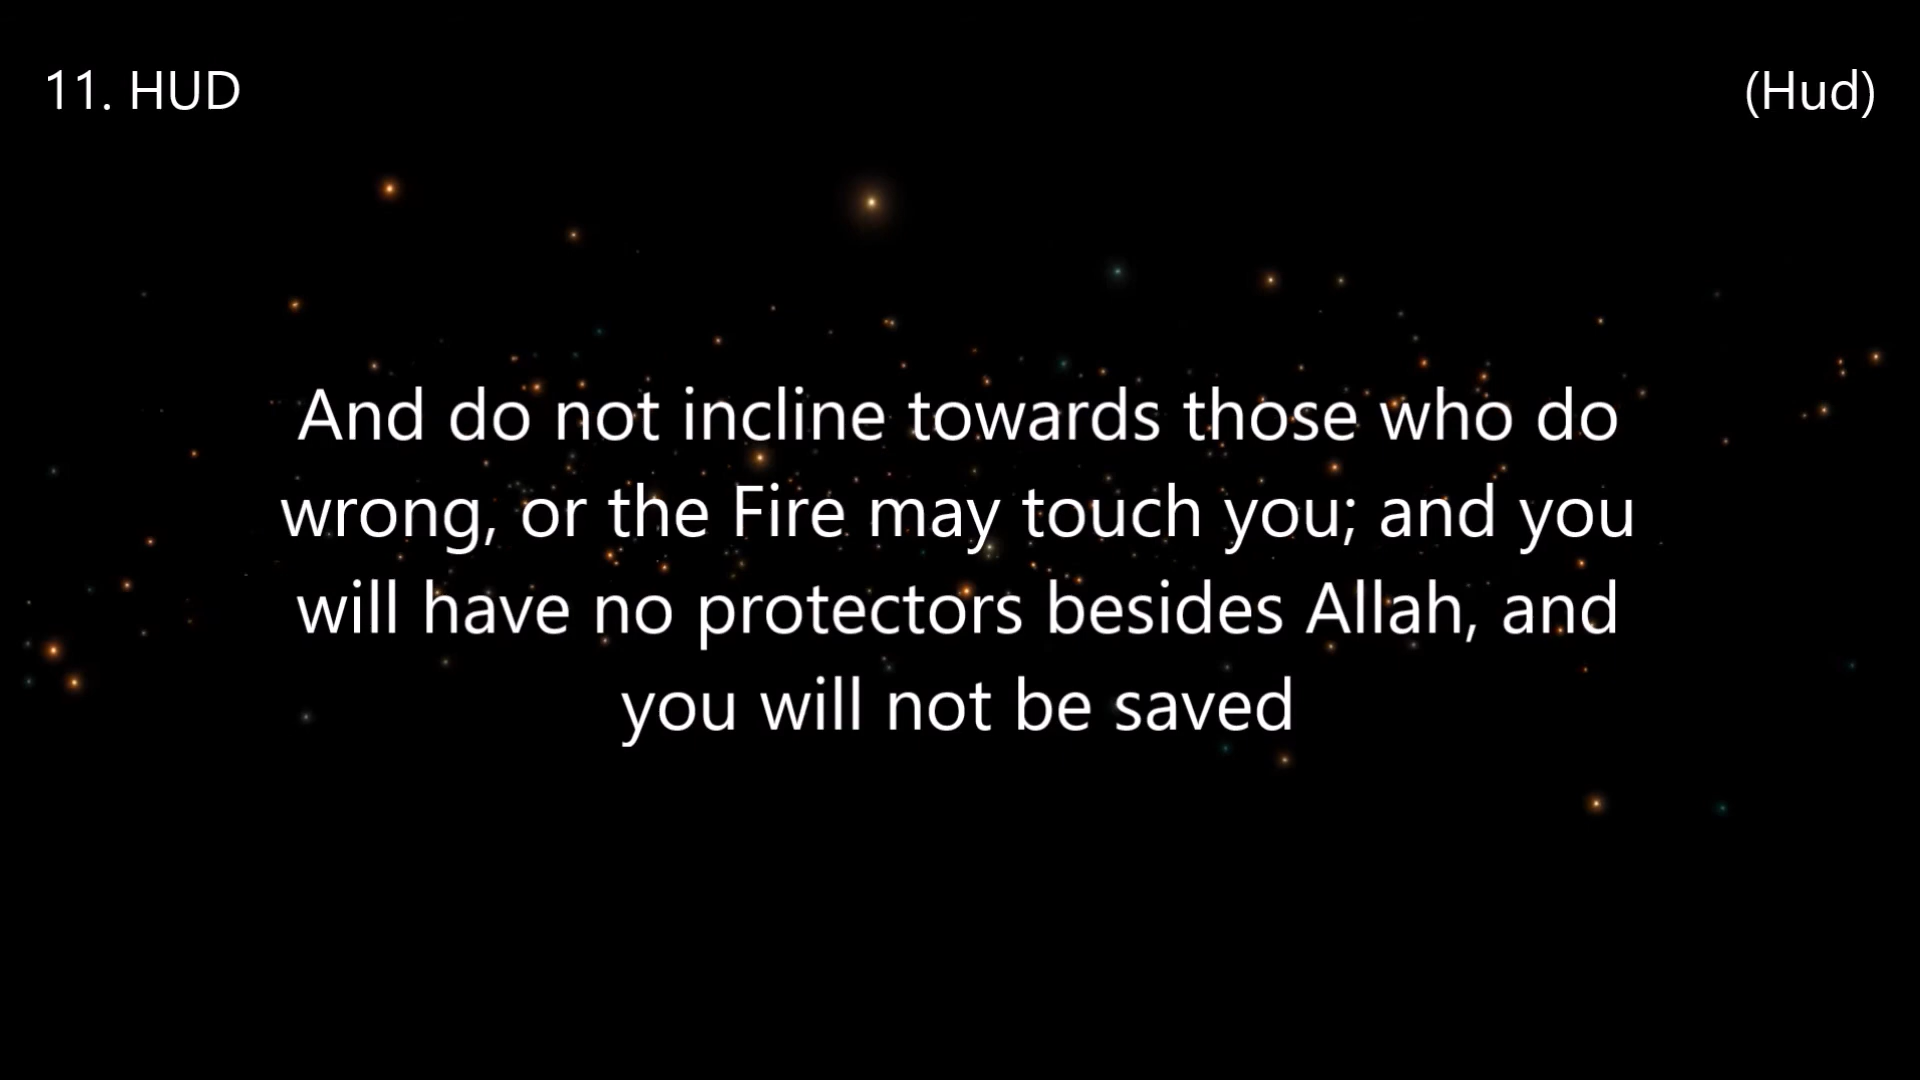 11. HUD
(Hud)
And do not incline towards those who do
wrong, or the Fire may touch you; and you
will have no protectors besides Allah, and
you will not be saved